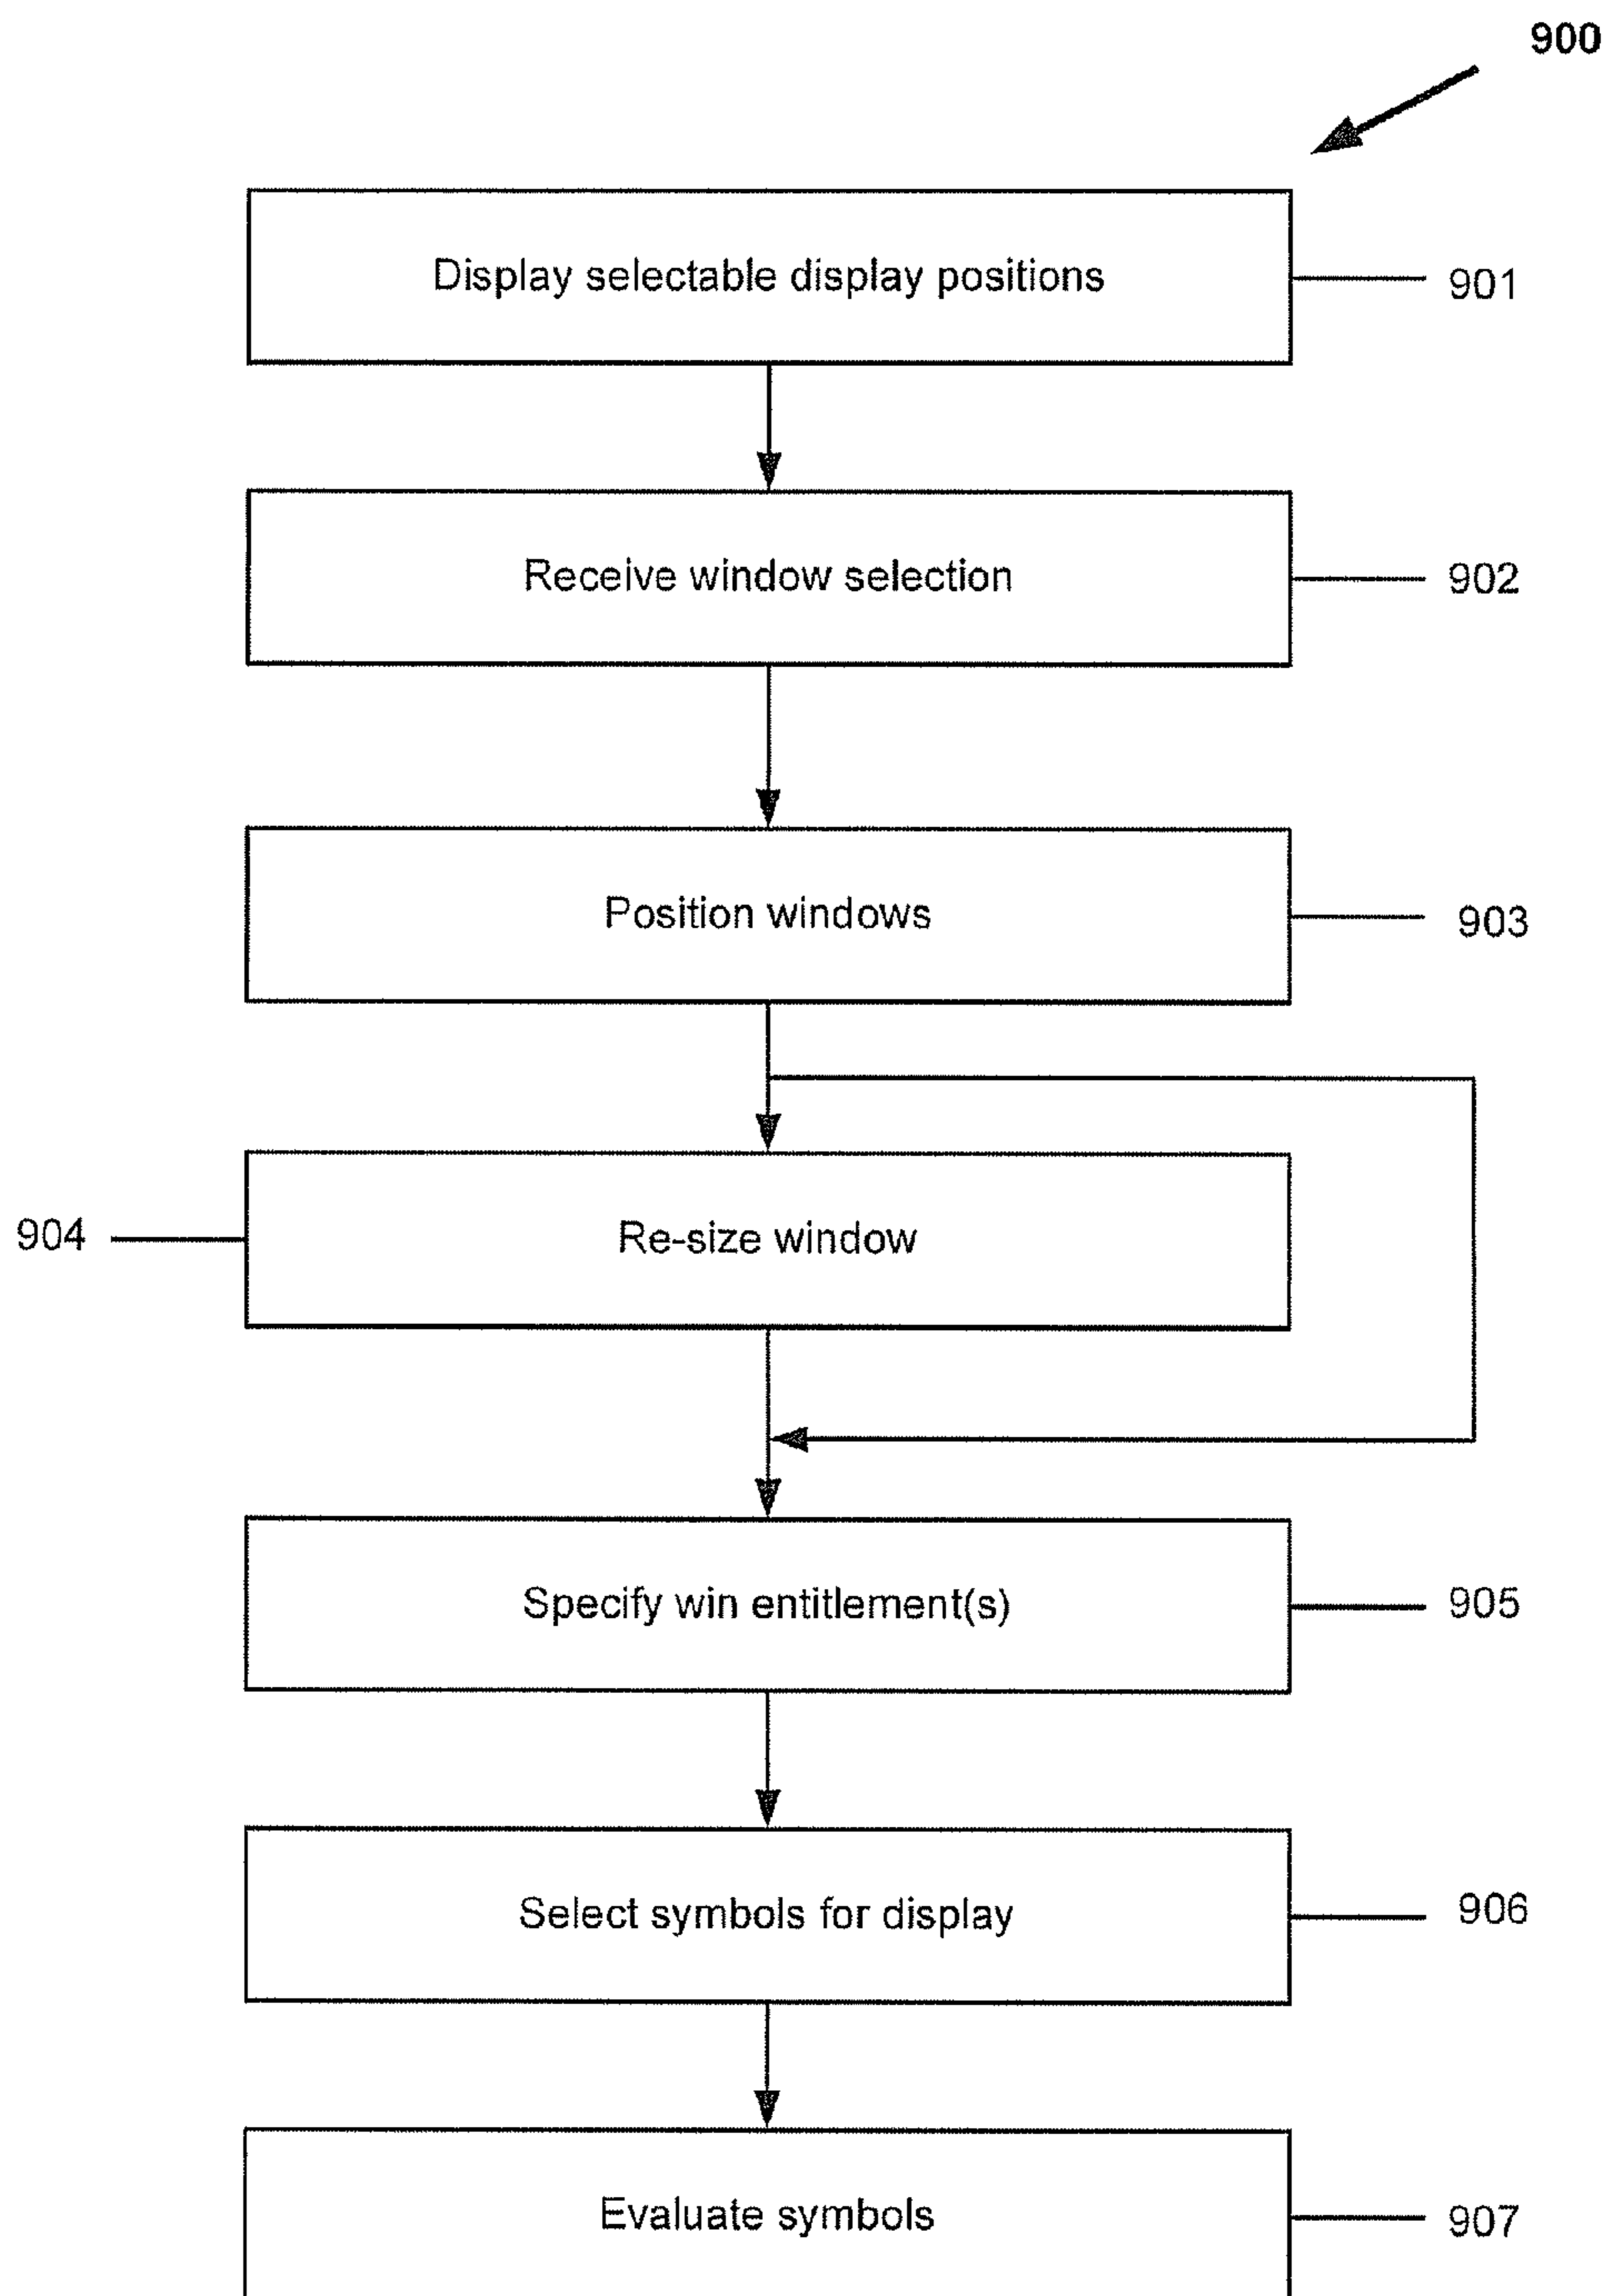 900
Display selectable display positions
901
Receive window selection
902
Position windows
903
904
Re-size window
Specify win entitlement(s)
905
Select symbols for display
906
Evaluate symbols
907